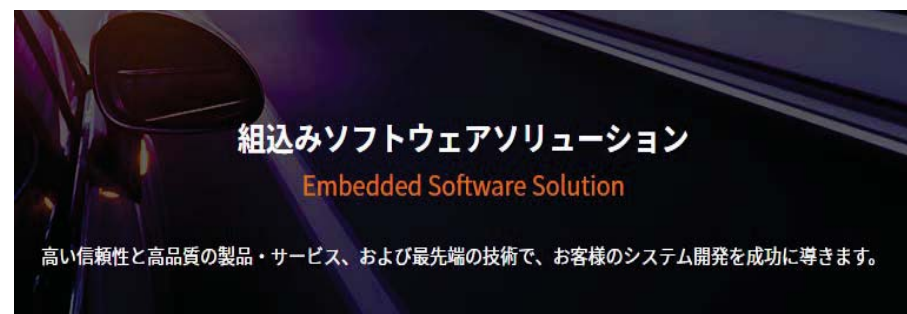 組込みソフトウェアソリューション
Embedded Software Solution
高い信頼性と高品質の製品・サービス、および最先端の技術で、お客様のシステム開発を成功に導きます。